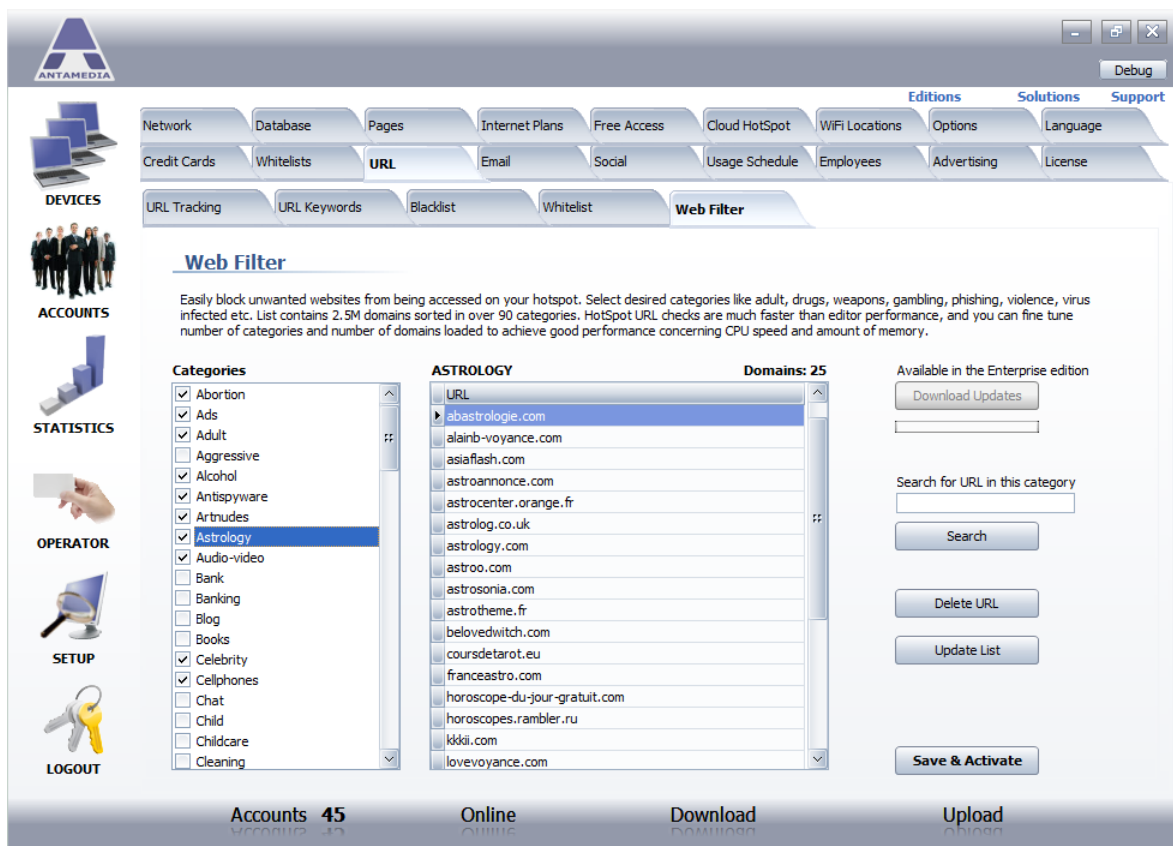 ANTAMEDIA
Debug
Editions Solutions Support
Network Database Pages Internet Plans Free Access Cloud HotSpot WiFi Locations Options Language
Credit Cards Whitelists URL Email Social Usage Schedule Employees Advertising License
URL Tracking URL Keywords Blacklist Whitelist Web Filter
DEVICES
ACCOUNTS
STATISTICS
OPERATOR
SETUP
LOGOUT
Web Filter
Easily block unwanted websites from being accessed on your hotspot. Select desired categories like adult, drugs, weapons, gambling, phishing, violence, virus
infected etc. List contains 2.5M domains sorted in over 90 categories. HotSpot URL checks are much faster than editor performance, and you can fine tune
number of categories and number of domains loaded to achieve good performance concerning CPU speed and amount of memory.
Categories
Abortion
Ads
Adult
Aggressive
Alcohol
Antispyware
Artnudes
Astrology
Audio-video
Bank
Banking
Blog
Books
Celebrity
Cellphones
Chat
Child
Childcare
Cleaning
ASTROLOGY Domains: 25
URL
abastrologie.com
alainb-voyance.com
asiaflash.com
astroannonce.com
astrocenter.orange.fr
astrolog.co.uk
astrology.com
astroo.com
astrosonia.com
astrotheme.fr
belovedwitch.com
coursdetarot.eu
franceastro.com
horoscope-du-jour-gratuit.com
horoscopes.rambler.ru
kkkii.com
lovevoyance.com
Available in the Enterprise edition
Download Updates
Search for URL in this category
Search
Delete URL
Update List
Save & Activate
Accounts 45 Online Download Upload